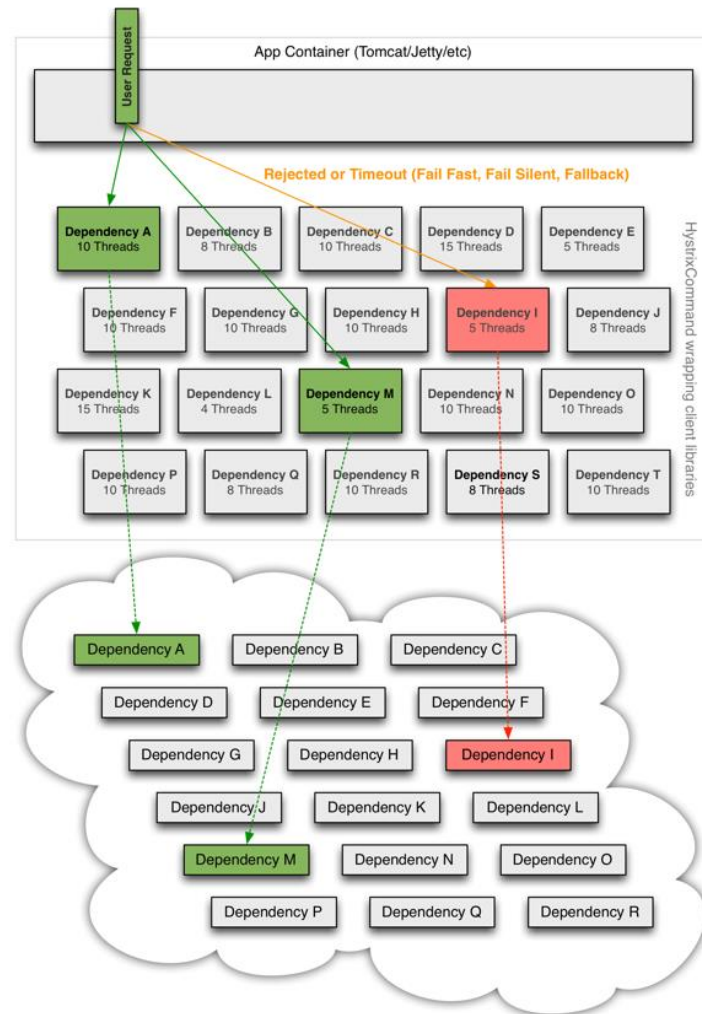 User Request
App Container (Tomcat/Jetty/etc)
Rejected or Timeout (Fail Fast, Fail Silent, Fallback)
Dependency A
10 Threads
Dependency B
8 Threads
Dependency C
10 Threads
Dependency D
15 Threads
Dependency E
5 Threads
Dependency F
10 Threads
Dependency G
10 Threads
Dependency H
10 Threads
Dependency I
5 Threads
Dependency J
8 Threads
Dependency K
15 Threads
Dependency L
4 Threads
Dependency M
5 Threads
Dependency N
10 Threads
Dependency O
10 Threads
Dependency P
10 Threads
Dependency Q
8 Threads
Dependency R
10 Threads
Dependency S
8 Threads
Dependency T
10 Threads
HystrixCommand wrapping client libraries
Dependency A
Dependency B
Dependency C
Dependency D
Dependency E
Dependency F
Dependency G
Dependency H
Dependency I
Dependency J
Dependency K
Dependency L
Dependency M
Dependency N
Dependency O
Dependency P
Dependency Q
Dependency R